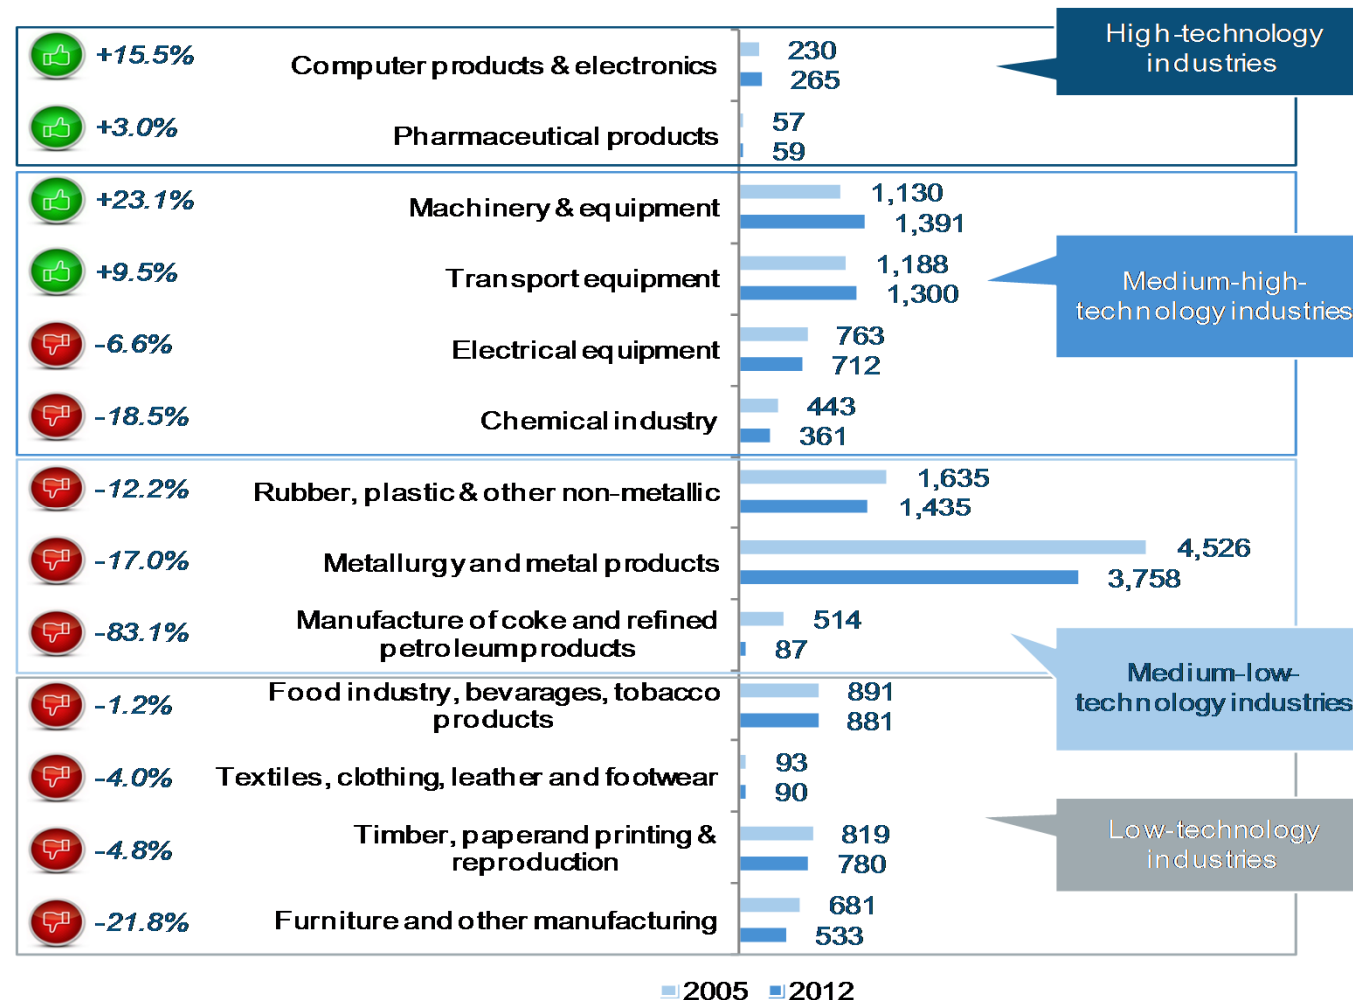 +15.5%
Computer products & electronics
230
265
High-technology
industries
+3.0%
Pharmaceutical products
57
59
+23.1%
Machinery & equipment
1,130
1,391
+9.5%
Transport equipment
1,188
1,300
Medium-high-
technology industries
-6.6%
Electrical equipment
763
712
-18.5%
Chemical industry
443
361
-12.2%
Rubber, plastic & other non-metallic
1,635
1,435
-17.0%
Metallurgy and metal products
4,526
3,758
-83.1%
Manufacture of coke and refined
petroleum products
514
87
Medium-low-
technology industries
-1.2%
Food industry, bevarages, tobacco
products
891
881
-4.0%
Textiles, clothing, leather and footwear
93
90
-4.8%
Timber, paperand printing &
reproduction
819
780
Low-technology
industries
-21.8%
Furniture and other manufacturing
681
533
2005 2012